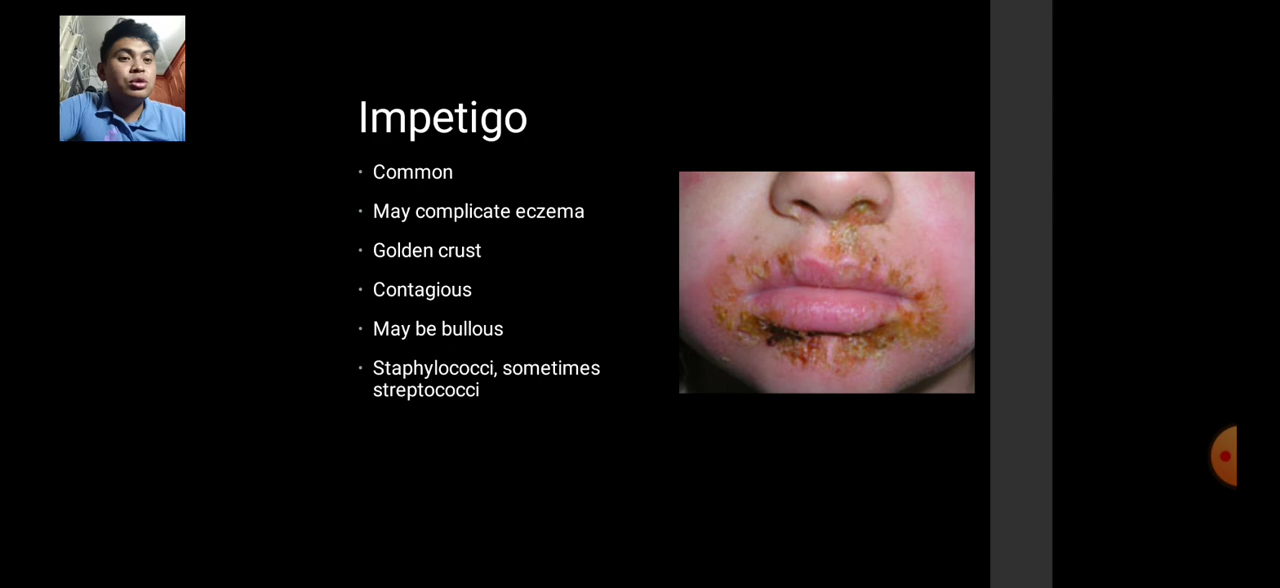 Impetigo
Common
May complicate eczema
Golden crust
Contagious
May be bullous
Staphylococci, sometimes
streptococci